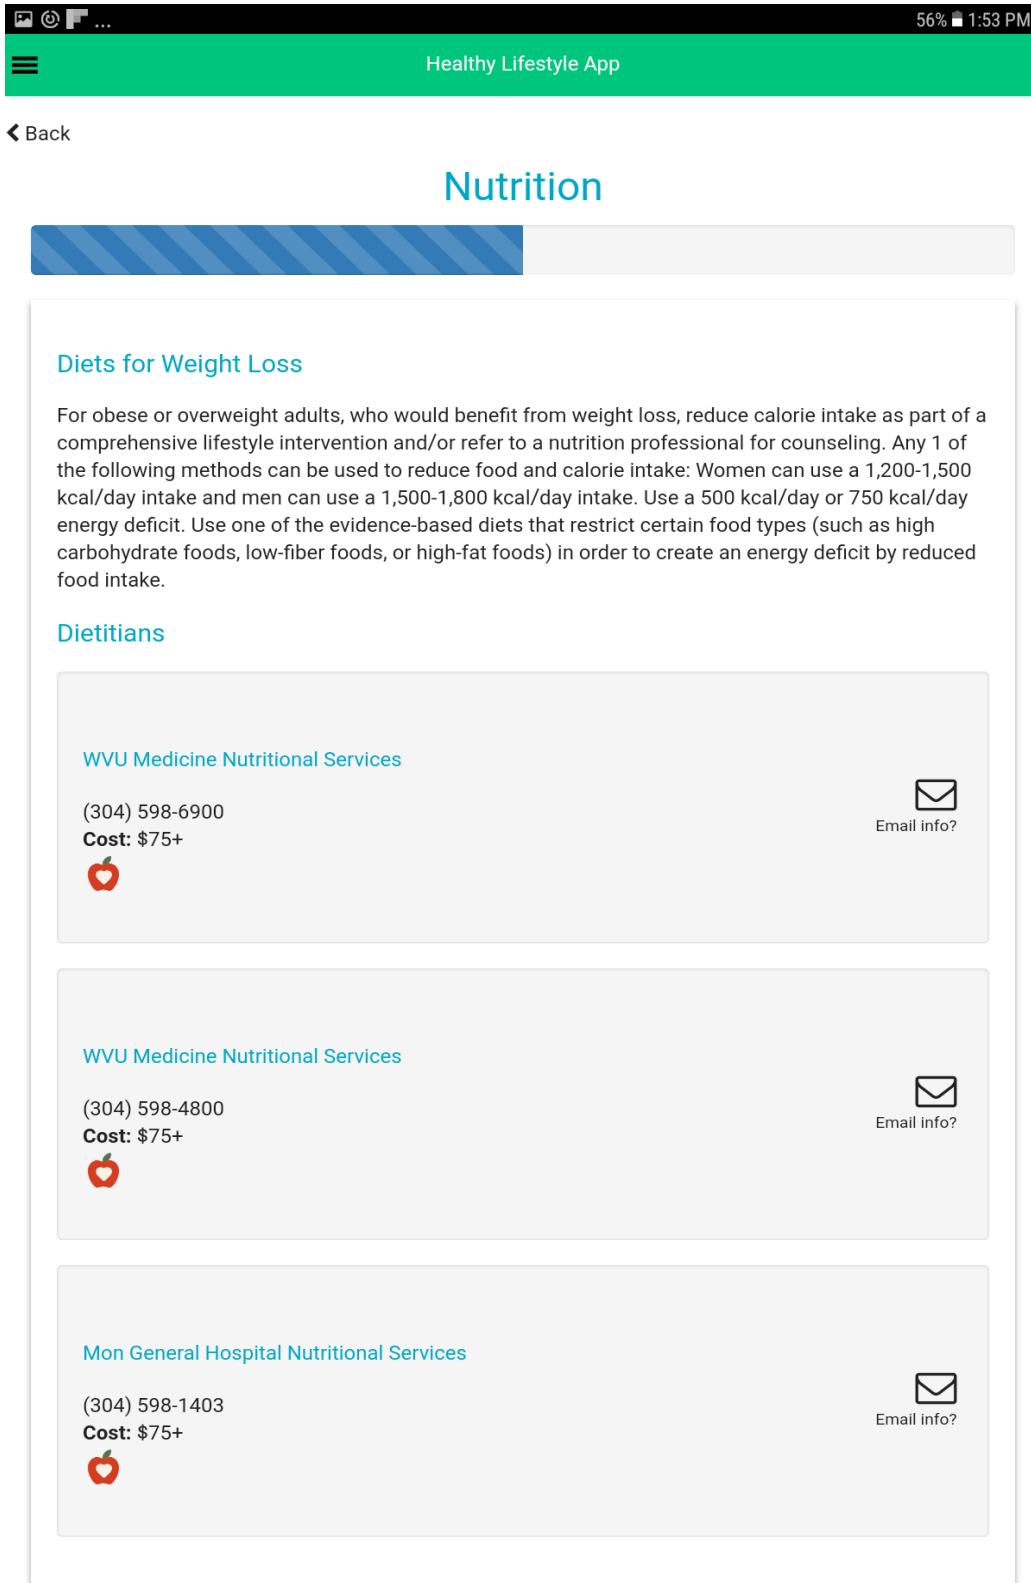 ...
56% 1:53 PM
Healthy Lifestyle App
Back
Nutrition
Diets for Weight Loss
For obese or overweight adults, who would benefit from weight loss, reduce calorie intake as part of a
comprehensive lifestyle intervention and/or refer to a nutrition professional for counseling. Any 1 of
the following methods can be used to reduce food and calorie intake: Women can use a 1,200-1,500
kcal/day intake and men can use a 1,500-1,800 kcal/day intake. Use a 500 kcal/day or 750 kcal/day
energy deficit. Use one of the evidence-based diets that restrict certain food types (such as high
carbohydrate foods, low-fiber foods, or high-fat foods) in order to create an energy deficit by reduced
food intake.
Dietitians
WVU Medicine Nutritional Services
(304) 598-6900
Cost: $75+
Email info?
WVU Medicine Nutritional Services
(304) 598-4800
Cost: $75+
Email info?
Mon General Hospital Nutritional Services
(304) 598-1403
Cost: $75+
Email info?